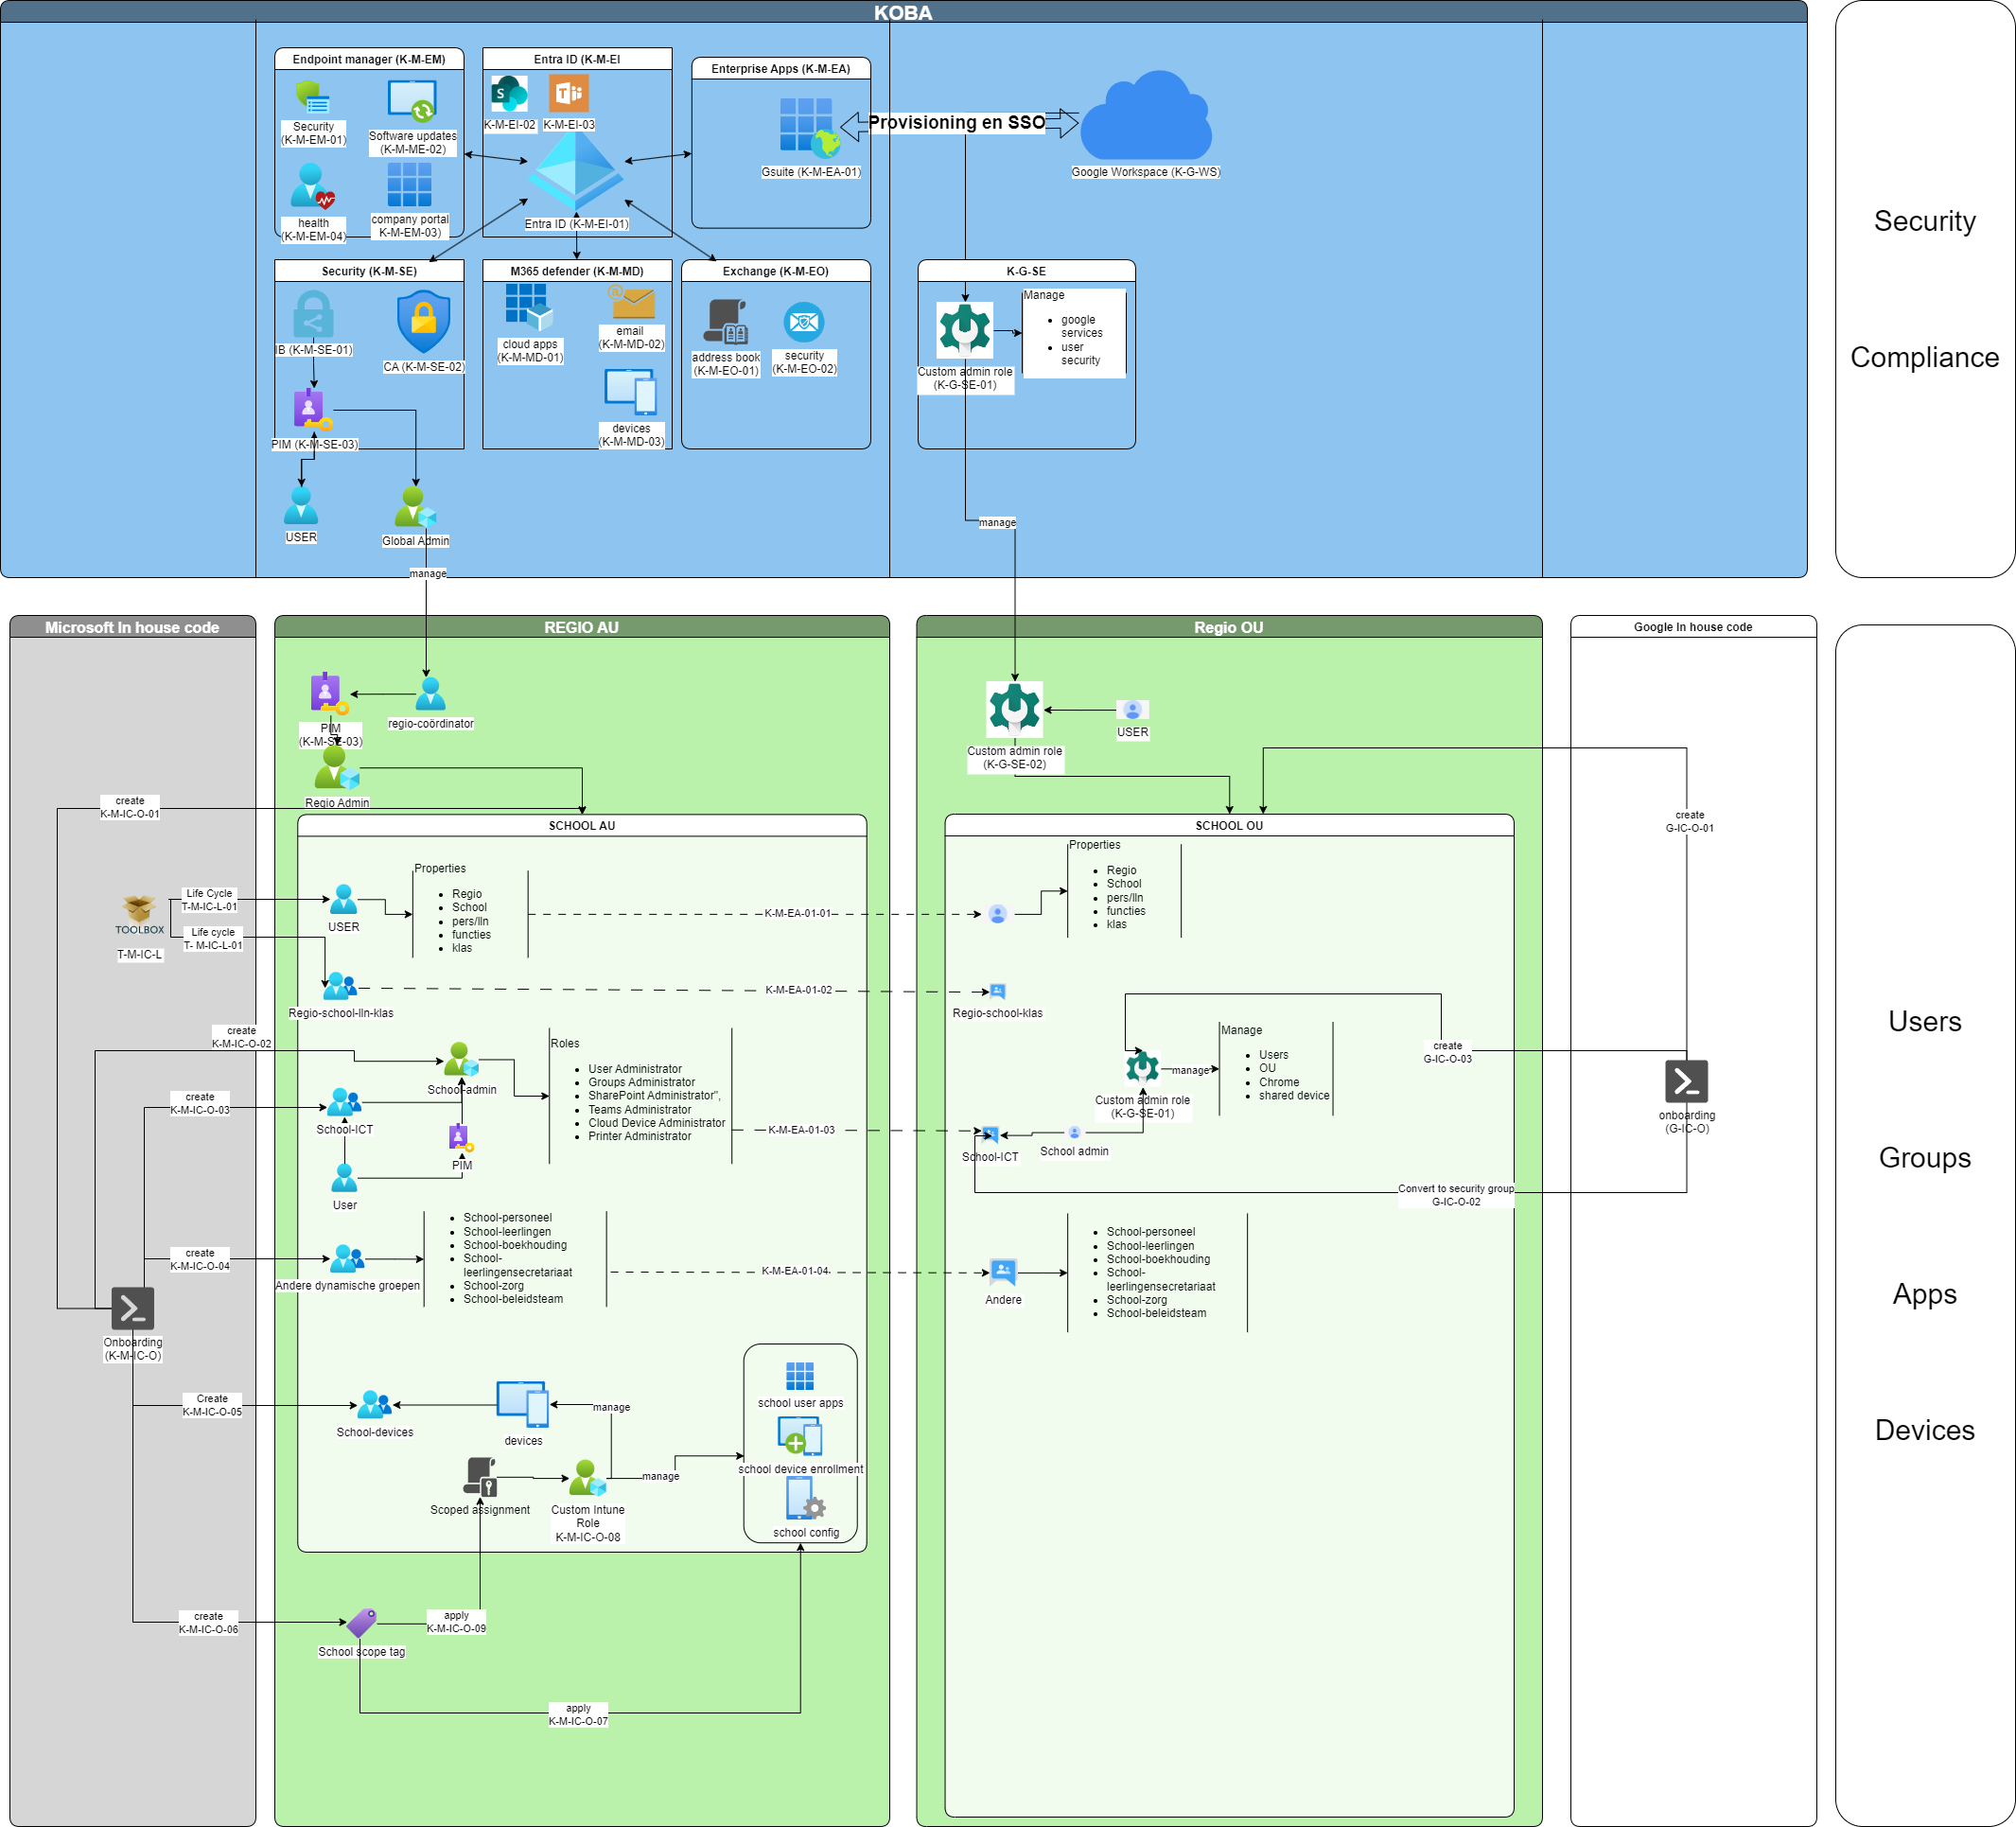 KOBA
Endpoint manager (K-M-EM)
Security
(K-M-EM-01)
Software updates
(K-M-ME-02)
health
(K-M-EM-04)
company portal
K-M-EM-03)
Entra ID (K-M-EI
K-M-EI-02
K-M-EI-03
Entra ID (K-M-EI-01)
Enterprise Apps (K-M-EA)
Gsuite (K-M-EA-01)
Provisioning en SSO
Google Workspace (K-G-WS)
Security (K-M-SE)
IB (K-M-SE-01)
CA (K-M-SE-02)
PIM (K-M-SE-03)
USER
Global Admin
manage
M365 defender (K-M-MD)
cloud apps
(K-M-MD-01)
email
(K-M-MD-02)
devices
(K-M-MD-03)
Exchange (K-M-EO)
address book
(K-M-EO-01)
security
(K-M-EO-02)
K-G-SE
Custom admin role
(K-G-SE-01)
Manage
google
services
user
security
manage
Security
Compliance
Microsoft In house code
create
K-M-IC-O-01
Life Cycle
T-M-IC-L-01
Life cycle
T- M-IC-L-01
TOOLBOX
T-M-IC-L
create
K-M-IC-O-02
create
K-M-IC-O-03
create
K-M-IC-O-04
Onboarding
(K-M-IC-O)
Create
K-M-IC-O-05
create
K-M-IC-O-06
REGIO AU
PIM
(K-M-SE-03)
regio-coördinator
Regio Admin
SCHOOL AU
USER
Properties
Regio
School
pers/lln
functies
klas
K-M-EA-01-01
Regio-school-lln-klas
K-M-EA-01-02
School-admin
School-ICT
PIM
User
Roles
User Administrator
Groups Administrator
SharePoint Administrator",
Teams Administrator
Cloud Device Administrator
Printer Administrator
K-M-EA-01-03
Andere dynamische groepen
School-personeel
School-leerlingen
School-boekhouding
School-
leerlingensecretariaat
School-zorg
School-beleidsteam
K-M-EA-01-04
School-devices
devices
manage
Scoped assignment
Custom Intune
Role
K-M-IC-O-08
manage
school user apps
school device enrollment
school config
School scope tag
apply
K-M-IC-O-09
apply
K-M-IC-O-07
Regio OU
Custom admin role
(K-G-SE-02)
USER
SCHOOL OU
Properties
Regio
School
pers/lln
functies
klas
Regio-school-klas
Custom admin role
(K-G-SE-01)
manage
Manage
Users
OU
Chrome
shared device
School-ICT
School admin
Andere
School-personeel
School-leerlingen
School-boekhouding
School-
leerlingensecretariaat
School-zorg
School-beleidsteam
Google In house code
create
G-IC-O-01
create
G-IC-O-03
onboarding
(G-IC-O)
Convert to security group
G-IC-O-02
Users
Groups
Apps
Devices